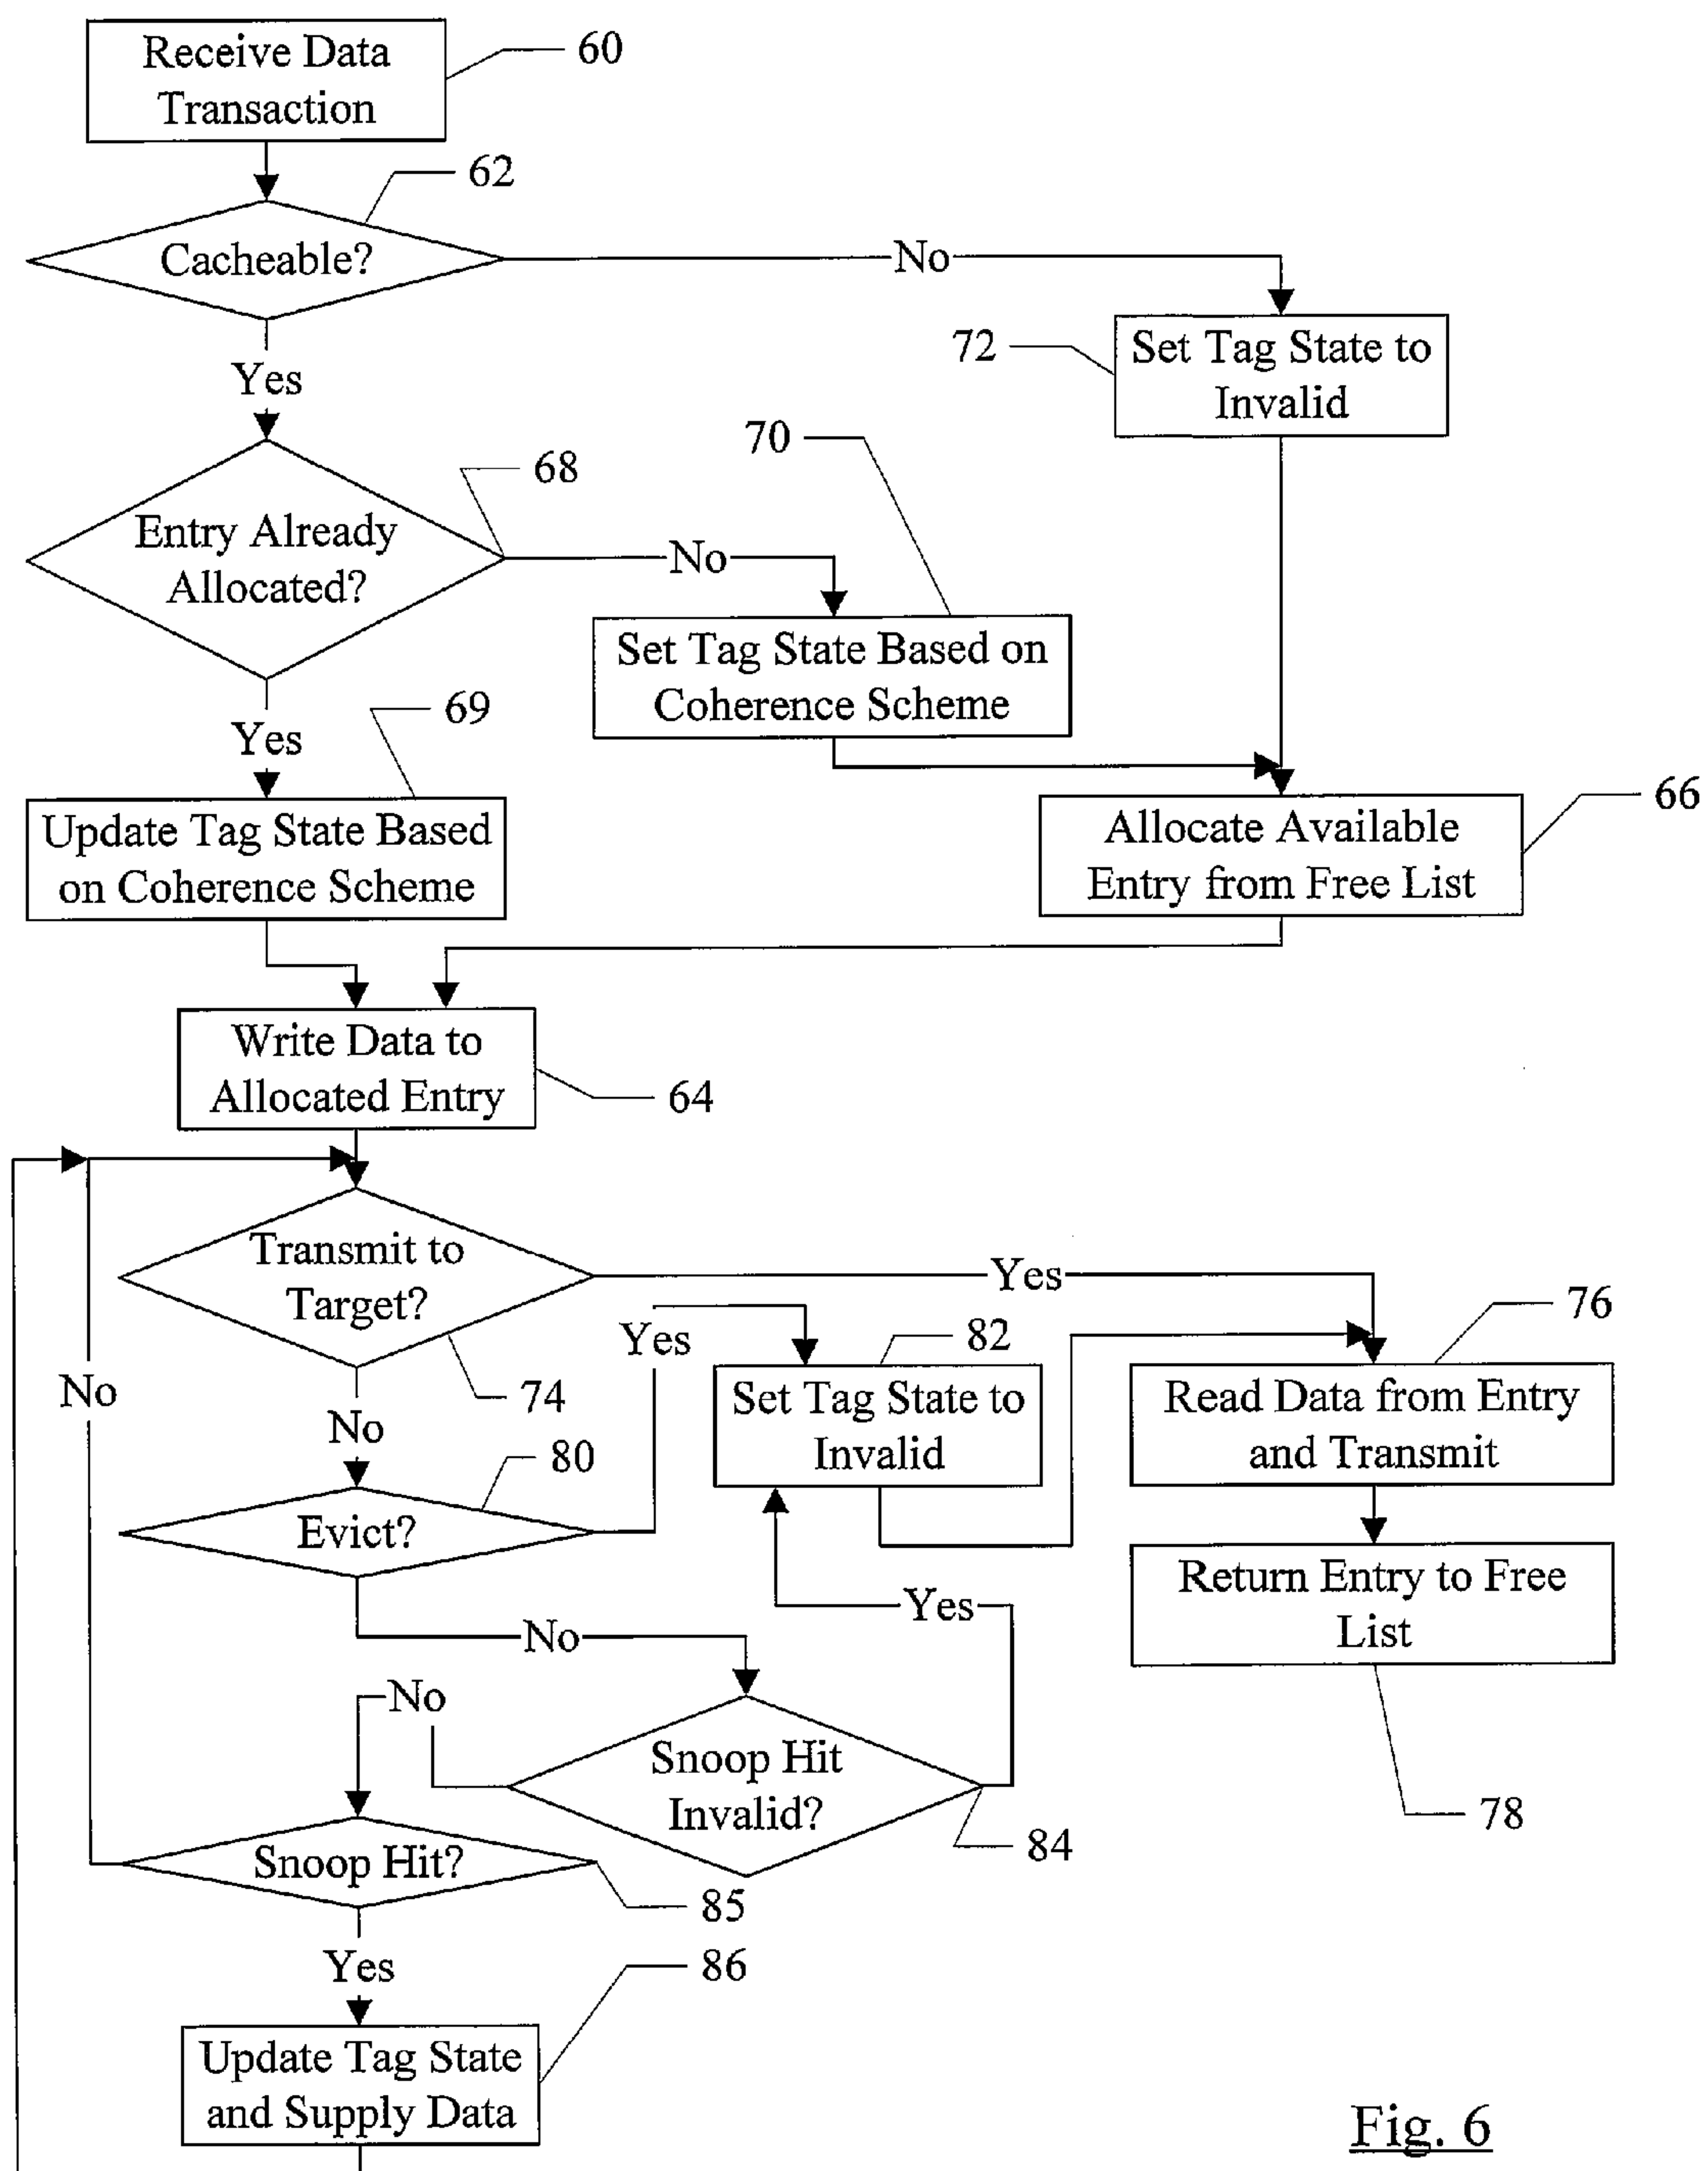 Receive Data
Transaction
60
62
Cacheable?
No
72
Set Tag State to
Invalid
Yes
70
68
Entry Already
Allocated?
No
Set Tag State Based on
Coherence Scheme
69
Yes
66
Update Tag State Based
on Coherence Scheme
Allocate Available
Entry from Free List
Write Data to
Allocated Entry
64
Transmit to
Target?
Yes
76
Yes
82
No
74
Set Tag State to
Invalid
Read Data from Entry
and Transmit
No
80
Evict?
Return Entry to Free
List
Yes
No
No
Snoop Hit
Invalid?
78
84
Snoop Hit?
85
Yes
86
Update Tag State
and Supply Data
Fig. 6